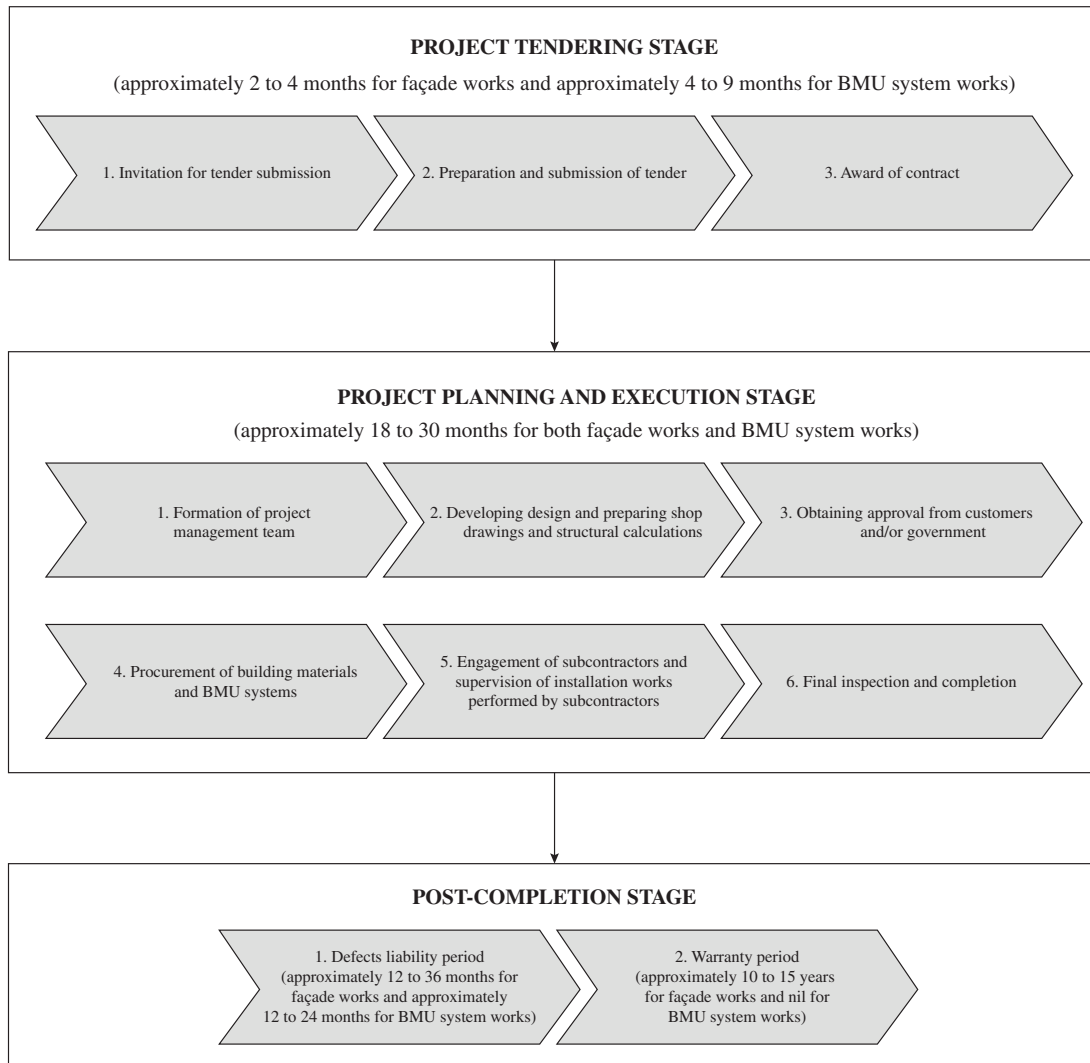 PROJECT TENDERING STAGE
(approximately 2 to 4 months for façade works and approximately 4 to 9 months for BMU system works)
1. Invitation for tender submission
2. Preparation and submission of tender
3. Award of contract
PROJECT PLANNING AND EXECUTION STAGE
(approximately 18 to 30 months for both façade works and BMU system works)
1. Formation of project
management team
2. Developing design and preparing shop
drawings and structural calculations
3. Obtaining approval from customers
and/or government
4. Procurement of building materials
and BMU systems
5. Engagement of subcontractors and
supervision of installation works
performed by subcontractors
6. Final inspection and completion
POST-COMPLETION STAGE
1. Defects liability period
(approximately 12 to 36 months for
façade works and approximately
12 to 24 months for BMU system works)
2. Warranty period
(approximately 10 to 15 years
for façade works and nil for
BMU system works)